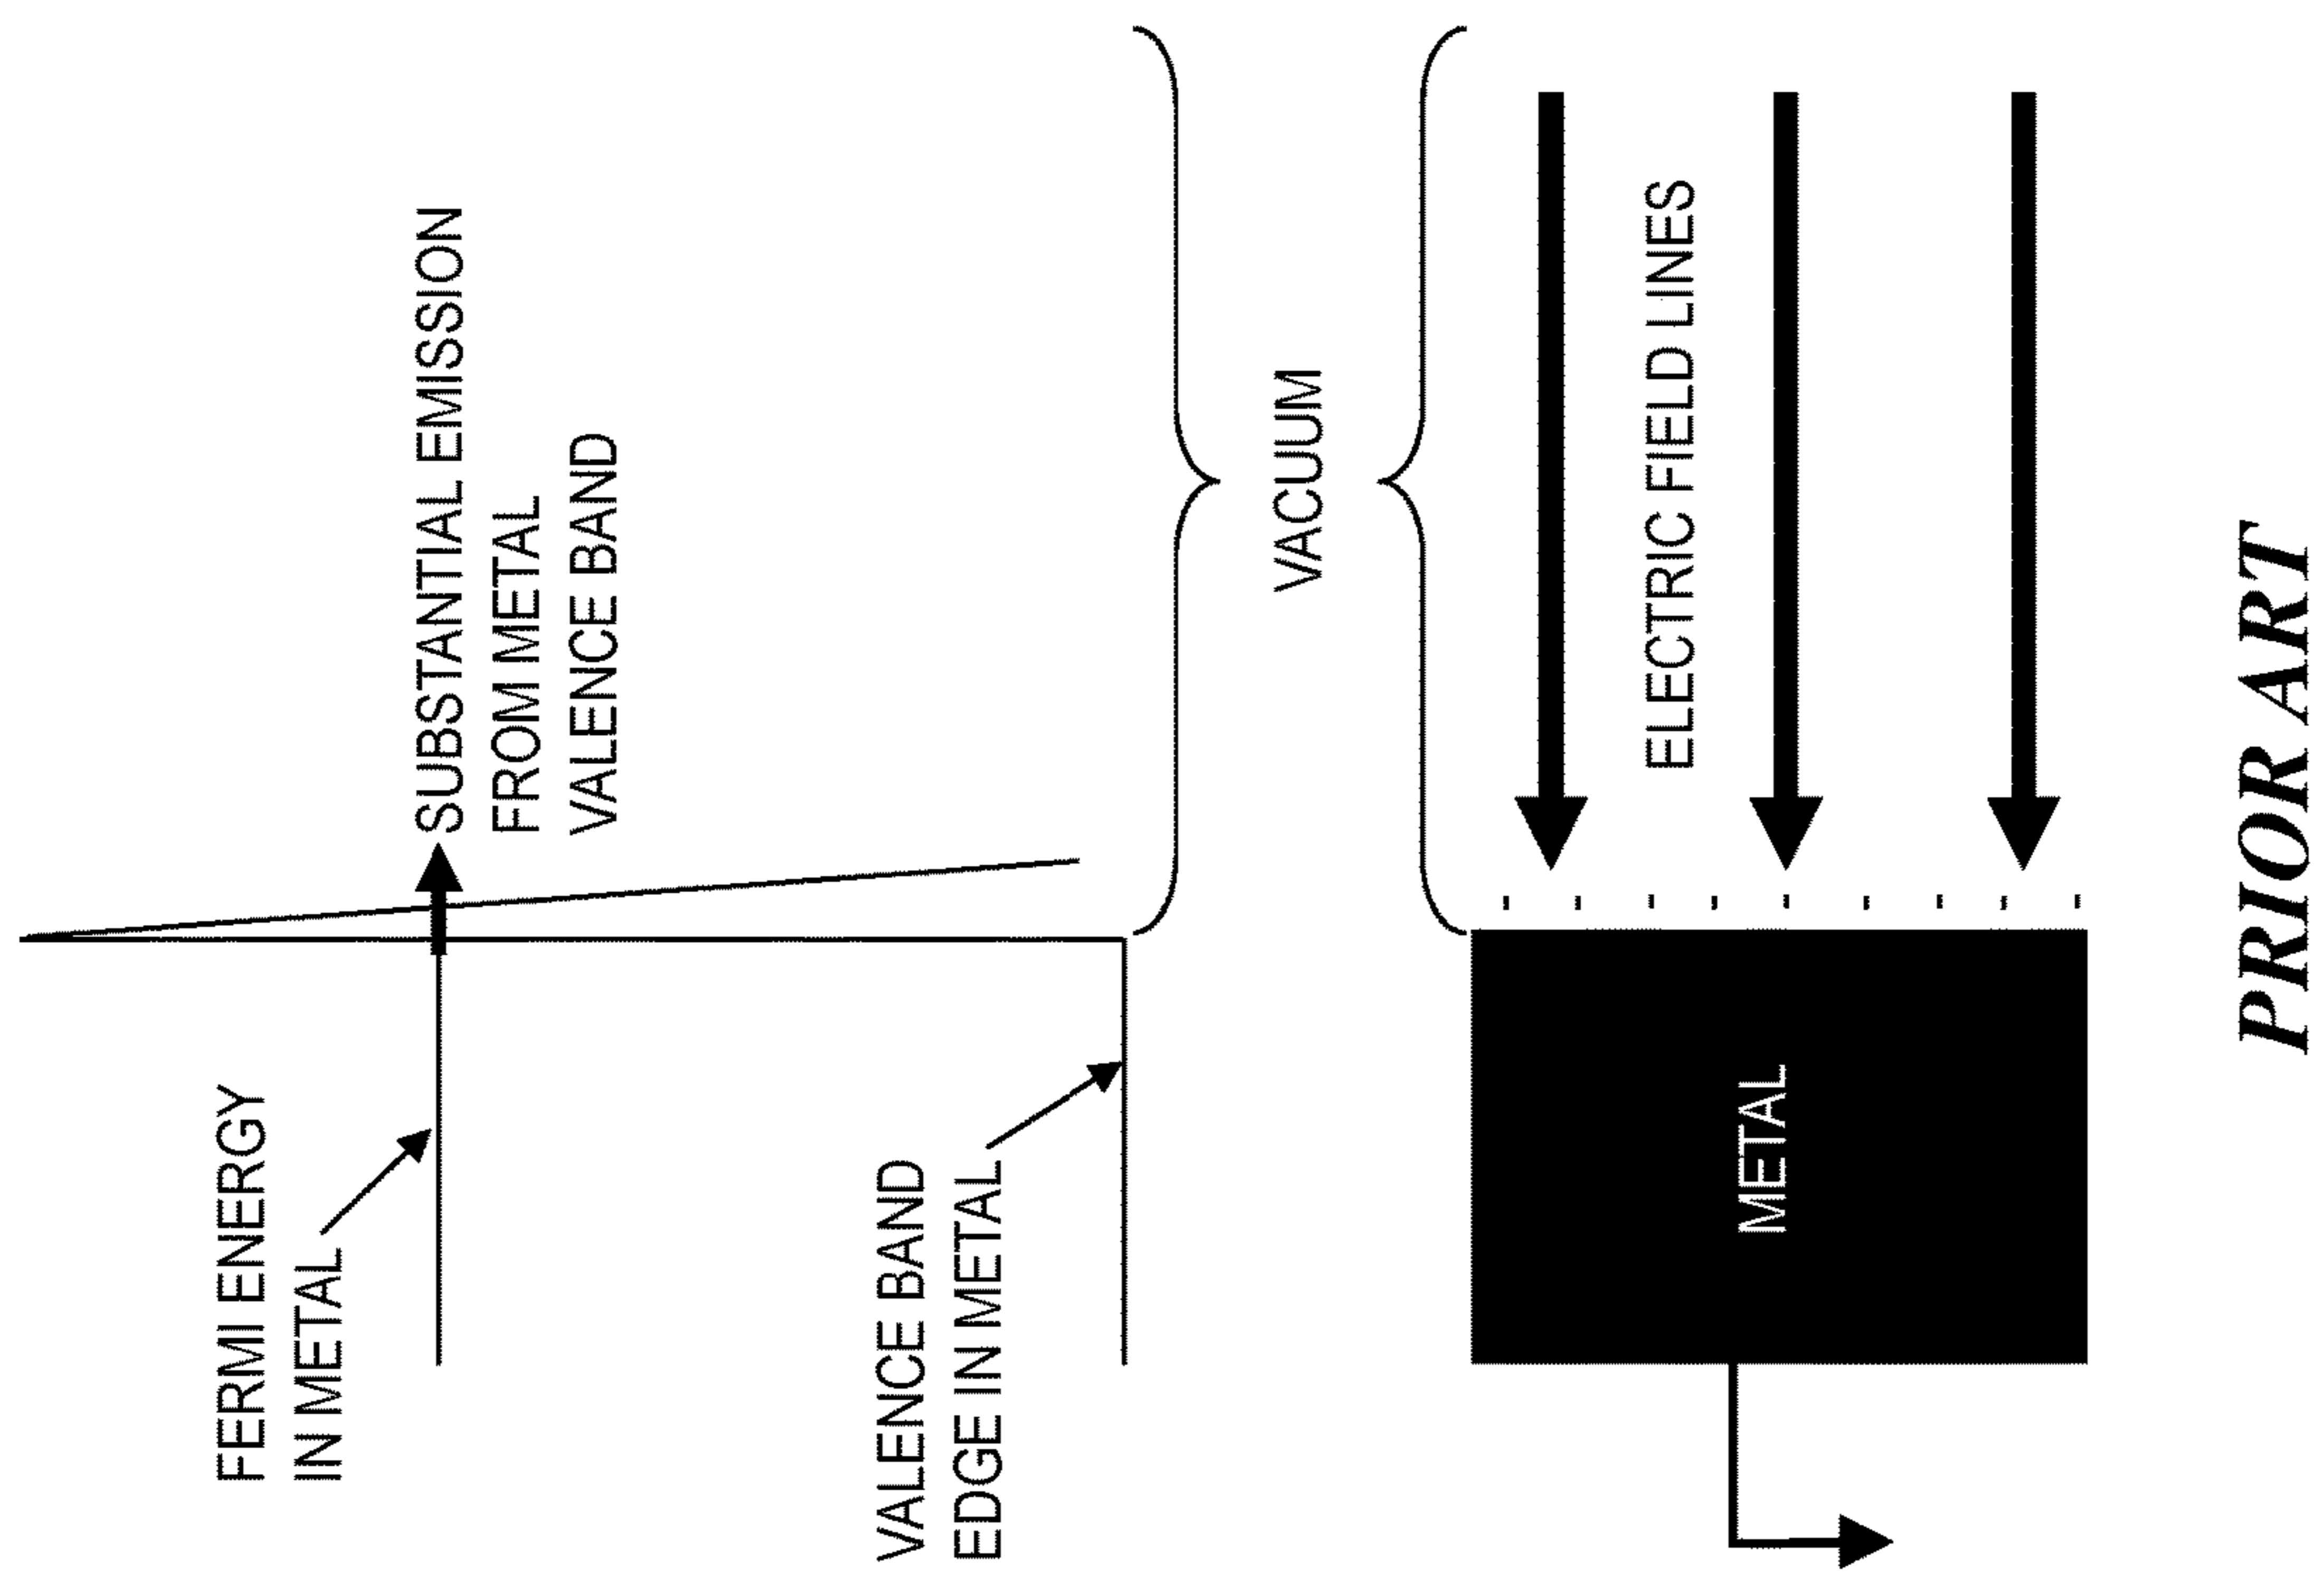 FERMI ENERGY
IN METAL
SUBSTANTIAL EMISSION
FROM METAL
VALENCE BAND
VALENCE BAND
EDGE IN METAL
VACUUM
METAL
ELECTRIC FIELD LINES
PRIOR ART